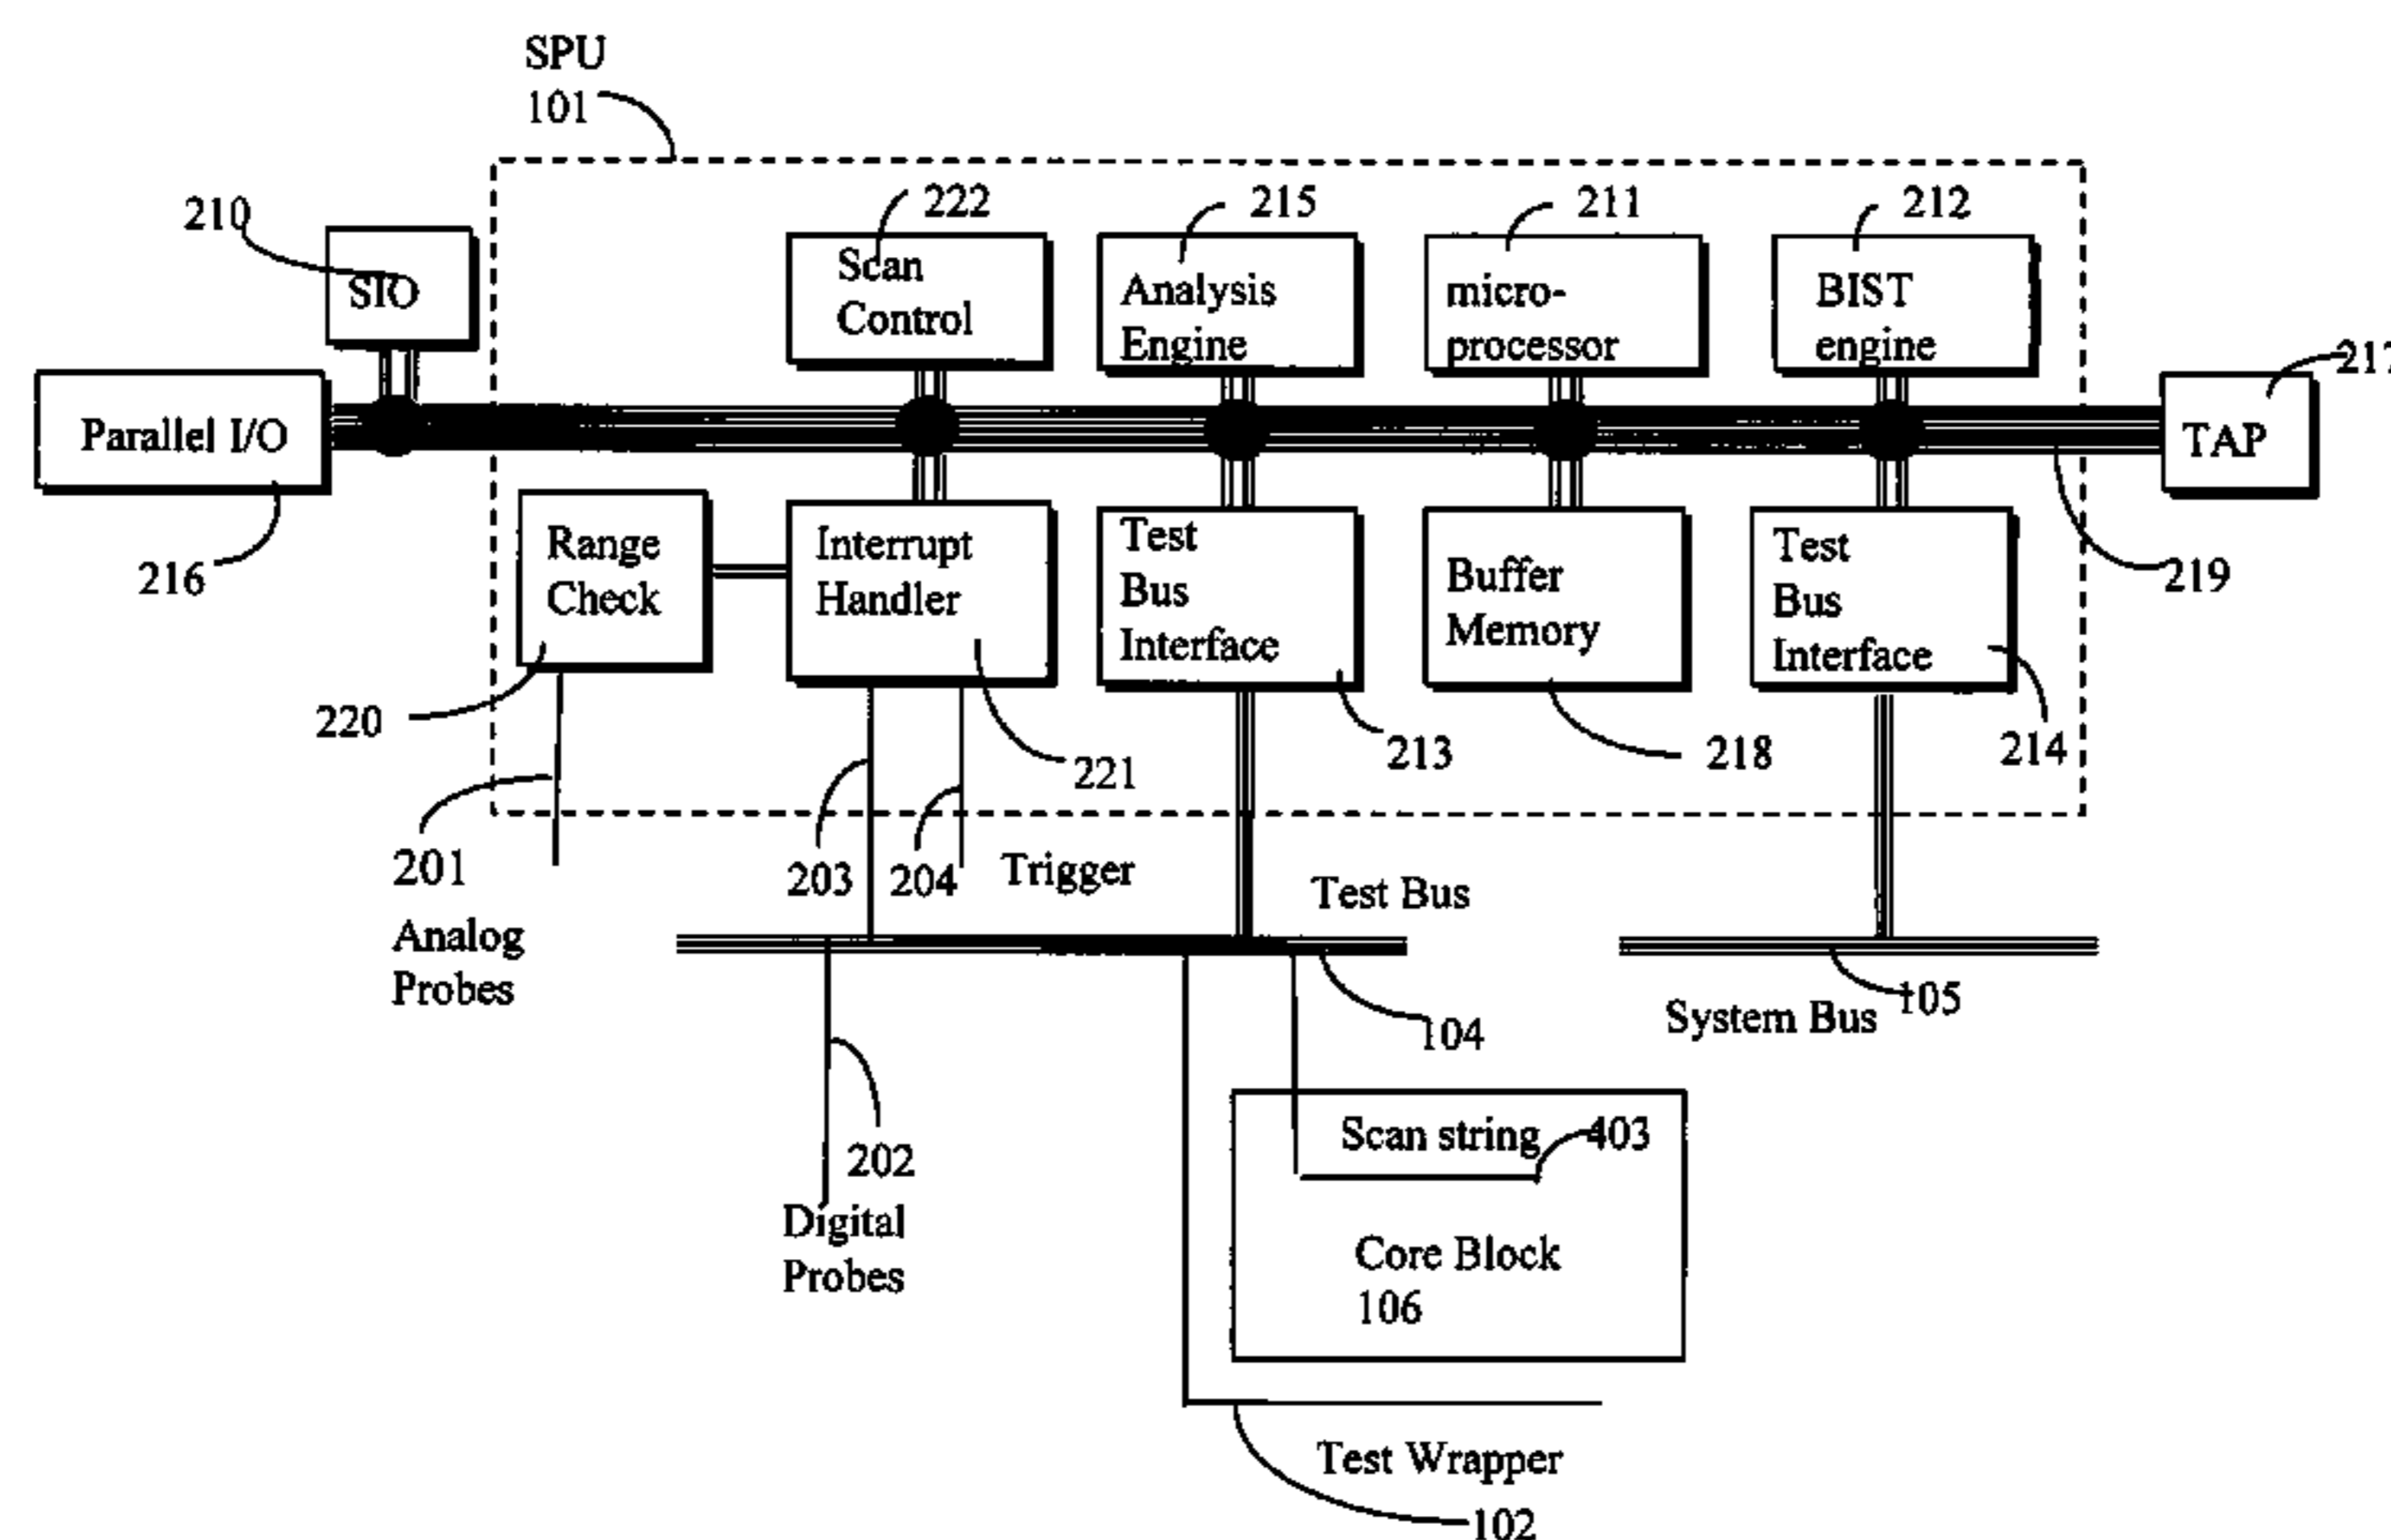 SPU
101
210
222
215
211
212
SIO
Scan
Control
Analysis
Engine
micro-
processor
BIST
engine
217
Parallel I/O
TAP
216
Range
Check
Interrupt
Handler
Test
Bus
Interface
Buffer
Memory
Test
Bus
Interface
219
220
221
213
218
214
201
Analog
Probes
203
204
Trigger
Test Bus
104
System Bus
105
202
Digital
Probes
Scan string
403
Core Block
106
Test Wrapper
102